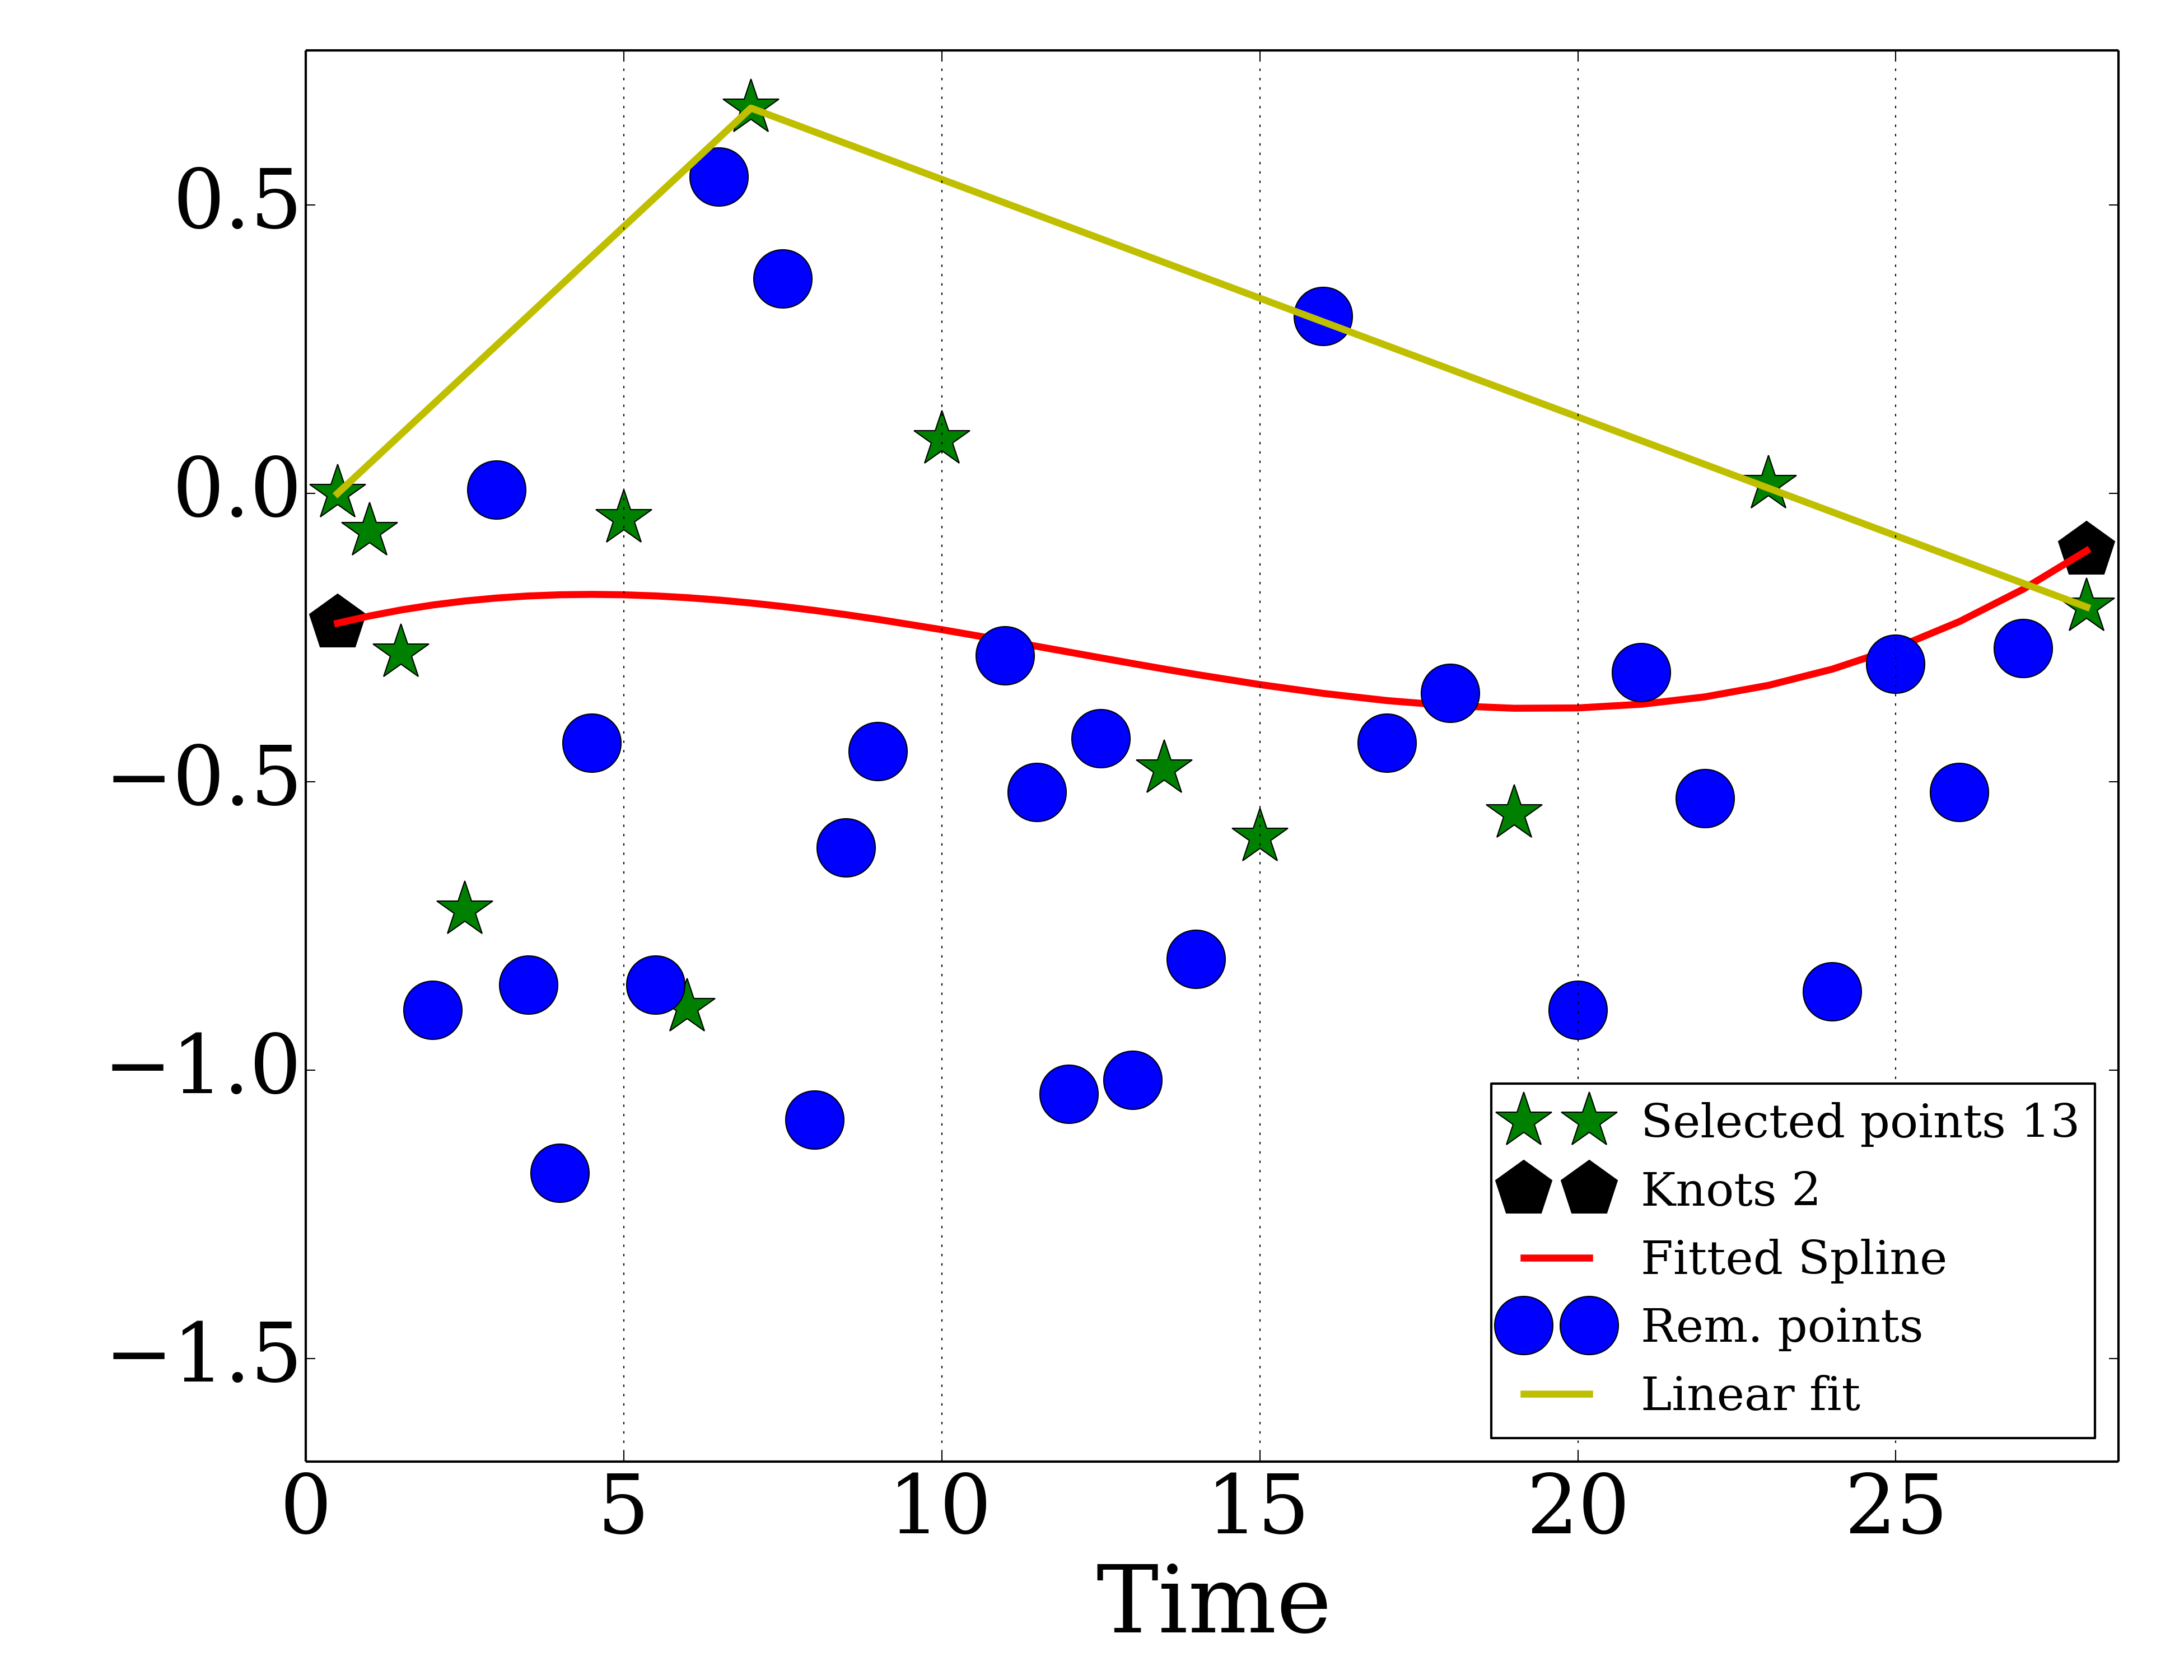 0.5
0.0
−0.5
−1.0
−1.5
0 5 10 15 20 25
Time
Selected points 13
Knots 2
Fitted Spline
Rem. points
Linear fit